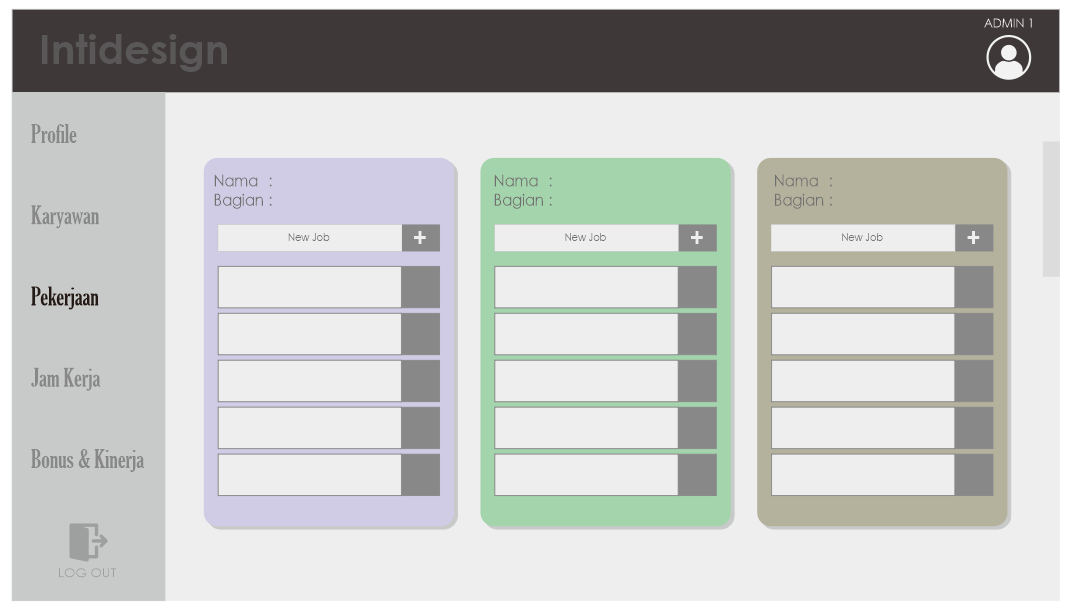 Intidesign
ADMIN 1
Profile
Karyawan
Pekerjaan
Jam Kerja
Bonus & Kinerja
LOG OUT
Nama :
Bagian :
New Job +
Nama :
Bagian :
New Job +
Nama :
Bagian :
New Job +